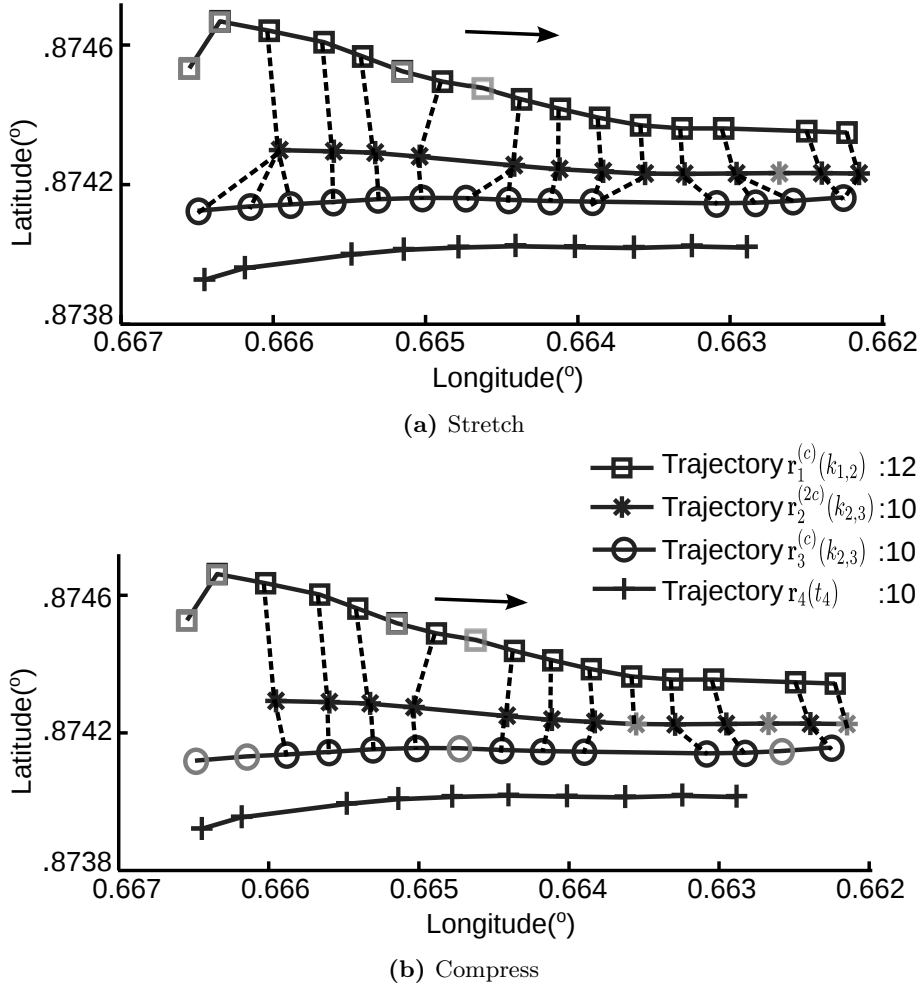 .8746
.8742
.8738
Latitude(º)
0.667 0.666 0.665 0.664 0.663 0.662
Longitude(º)
(a) Stretch
Trajectory r₁^(c)(k₁,₂) :12
Trajectory r₂^(2c)(k₂,₃) :10
Trajectory r₃^(c)(k₂,₃) :10
Trajectory r₄(t₄) :10
.8746
.8742
.8738
Latitude(º)
0.667 0.666 0.665 0.664 0.663 0.662
Longitude(º)
(b) Compress